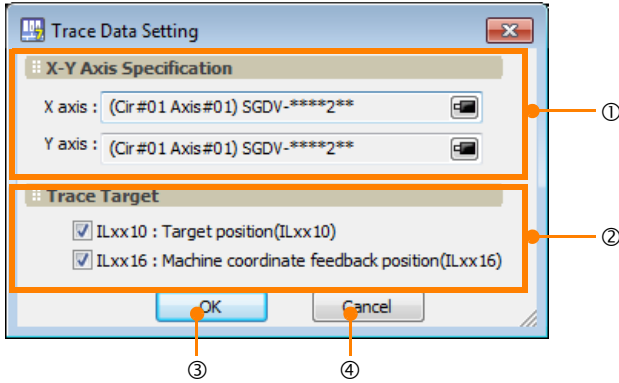 Trace Data Setting
X-Y Axis Specification
X axis : (Cir#01 Axis#01) SGDV-****2**
①
Y axis : (Cir#01 Axis#01) SGDV-****2**
Trace Target
ILxx10 : Target position(ILxx10)
②
ILxx16 : Machine coordinate feedback position(ILxx16)
OK Cancel
③ ④